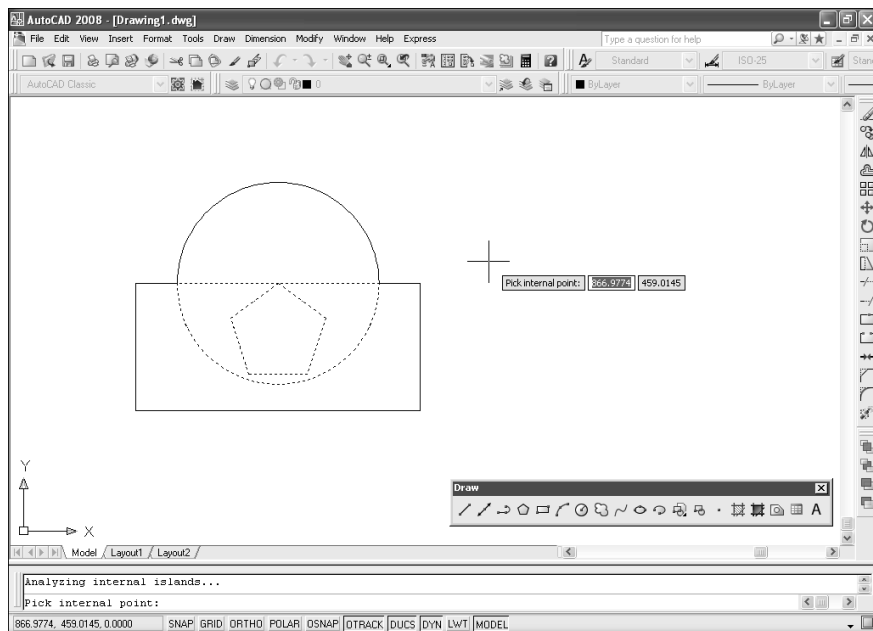 AutoCAD 2008 - [Drawing1.dwg]
File Edit View Insert Format Tools Draw Dimension Modify Window Help Express
Type a question for help
Standard ISO-25 Stan
AutoCAD Classic 0 ByLayer ByLayer
Pick internal point: 866.9774 459.0145
Y
X
Draw
A
Model Layout1 Layout2
Analyzing internal islands...
Pick internal point:
866.9774, 459.0145, 0.0000 SNAP GRID ORTHO POLAR OSNAP OTRACK DUCS DYN LWT MODEL